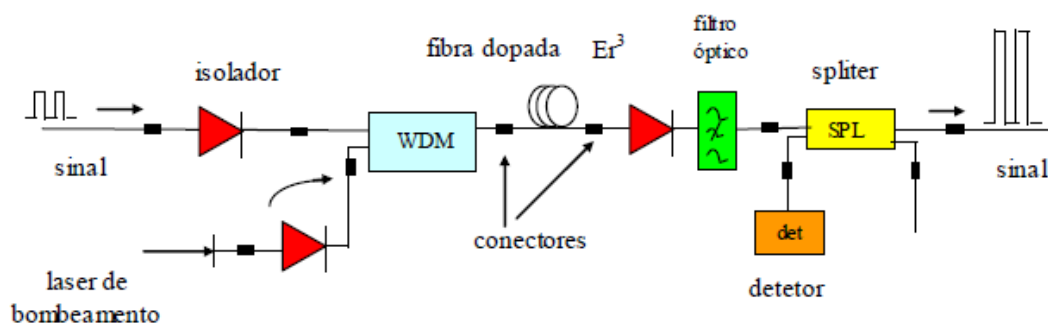 fibra dopada Er³
filtro
óptico
isolador
spliter
WDM
SPL
sinal
sinal
conectores
det
laser de
bombeamento
detetor